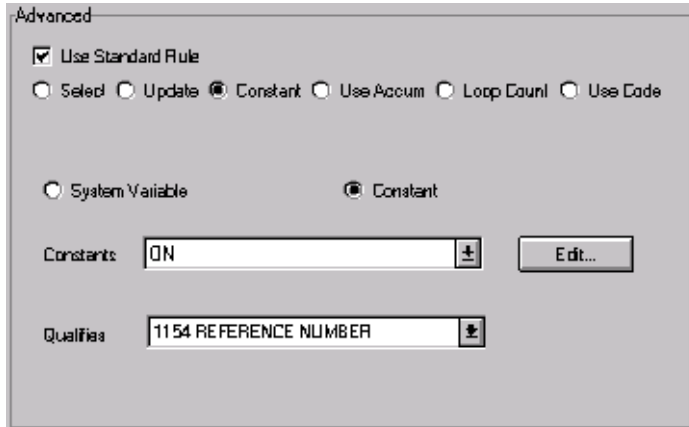 Advanced
Use Standard Rule
Select Update Constant Use Accum Loop Count Use Code
System Variable Constant
Constants ON Edit...
Qualifies 1154 REFERENCE NUMBER